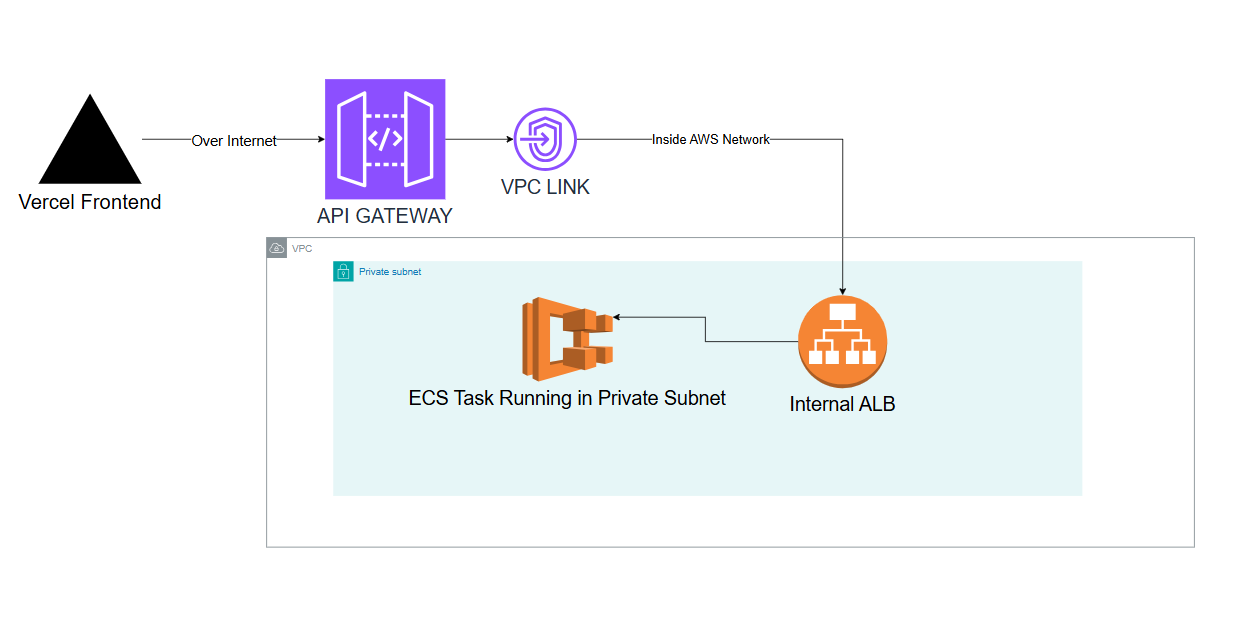 Over Internet
</>
Inside AWS Network
VPC LINK
Vercel Frontend
API GATEWAY
VPC
Private subnet
ECS Task Running in Private Subnet
Internal ALB